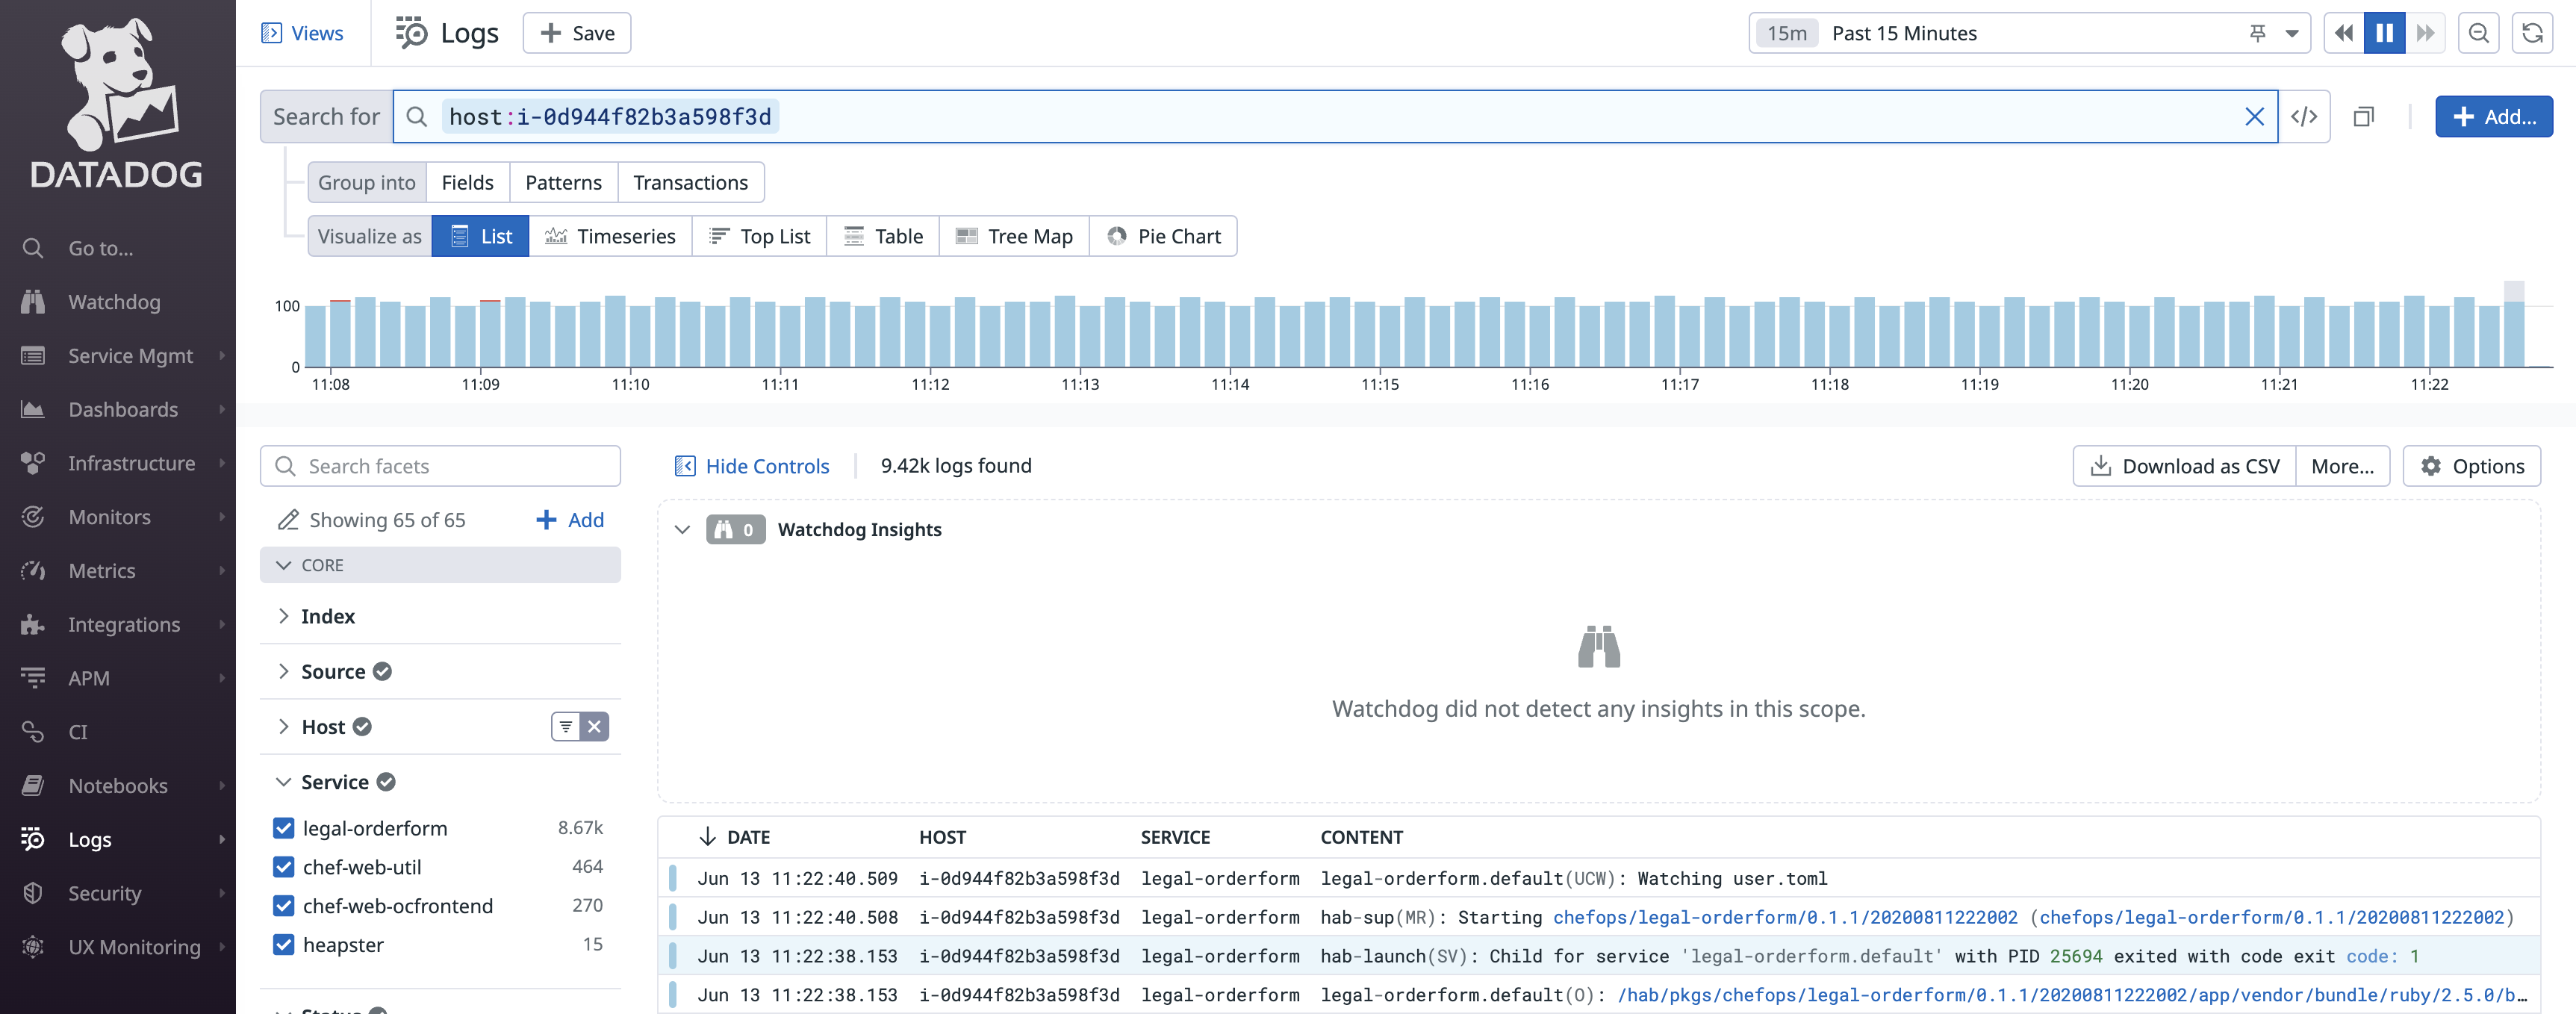 DATADOG
Go to...
Watchdog
Service Mgmt
Dashboards
Infrastructure
Monitors
Metrics
Integrations
APM
CI
Notebooks
Logs
Security
UX Monitoring
Views
Logs
+ Save
15m Past 15 Minutes
Search for host:i-0d944f82b3a598f3d
</>
+ Add...
Group into Fields Patterns Transactions
Visualize as List Timeseries Top List Table Tree Map Pie Chart
100
0
11:08 11:09 11:10 11:11 11:12 11:13 11:14 11:15 11:16 11:17 11:18 11:19 11:20 11:21 11:22
Search facets
Showing 65 of 65 + Add
CORE
Index
Source
Host
Service
legal-orderform 8.67k
chef-web-util 464
chef-web-ocfrontend 270
heapster 15
Status
Hide Controls 9.42k logs found
Download as CSV More... Options
0 Watchdog Insights
Watchdog did not detect any insights in this scope.
DATE HOST SERVICE CONTENT
Jun 13 11:22:40.509 i-0d944f82b3a598f3d legal-orderform legal-orderform.default(UCW): Watching user.toml
Jun 13 11:22:40.508 i-0d944f82b3a598f3d legal-orderform hab-sup(MR): Starting chefops/legal-orderform/0.1.1/20200811222002 (chefops/legal-orderform/0.1.1/20200811222002)
Jun 13 11:22:38.153 i-0d944f82b3a598f3d legal-orderform hab-launch(SV): Child for service 'legal-orderform.default' with PID 25694 exited with code exit code: 1
Jun 13 11:22:38.153 i-0d944f82b3a598f3d legal-orderform legal-orderform.default(O): /hab/pkgs/chefops/legal-orderform/0.1.1/20200811222002/app/vendor/bundle/ruby/2.5.0/b…